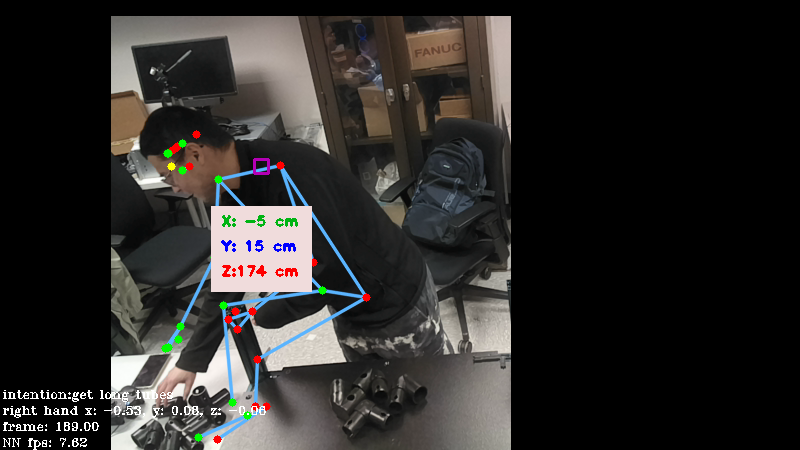 FANUC
X: -5 cm
Y: 15 cm
Z:174 cm
intention:get long tubes
right hand x: -0.53, y: 0.08, z: -0.06
frame: 189.00
NN fps: 7.62